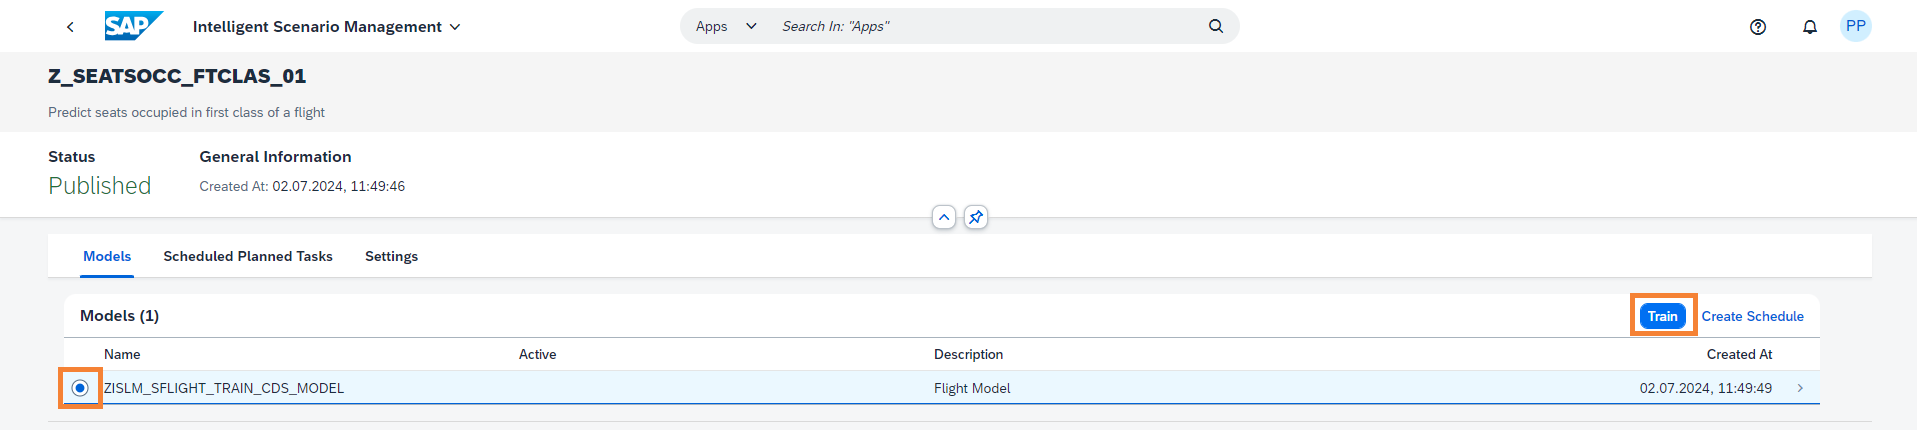 SAP Intelligent Scenario Management Apps Search In: "Apps" PP
Z_SEATSOCC_FTCLAS_01
Predict seats occupied in first class of a flight
Status General Information
Published Created At: 02.07.2024, 11:49:46
Models Scheduled Planned Tasks Settings
Models (1) Train Create Schedule
Name Active Description Created At
ZISLM_SFLIGHT_TRAIN_CDS_MODEL Flight Model 02.07.2024, 11:49:49